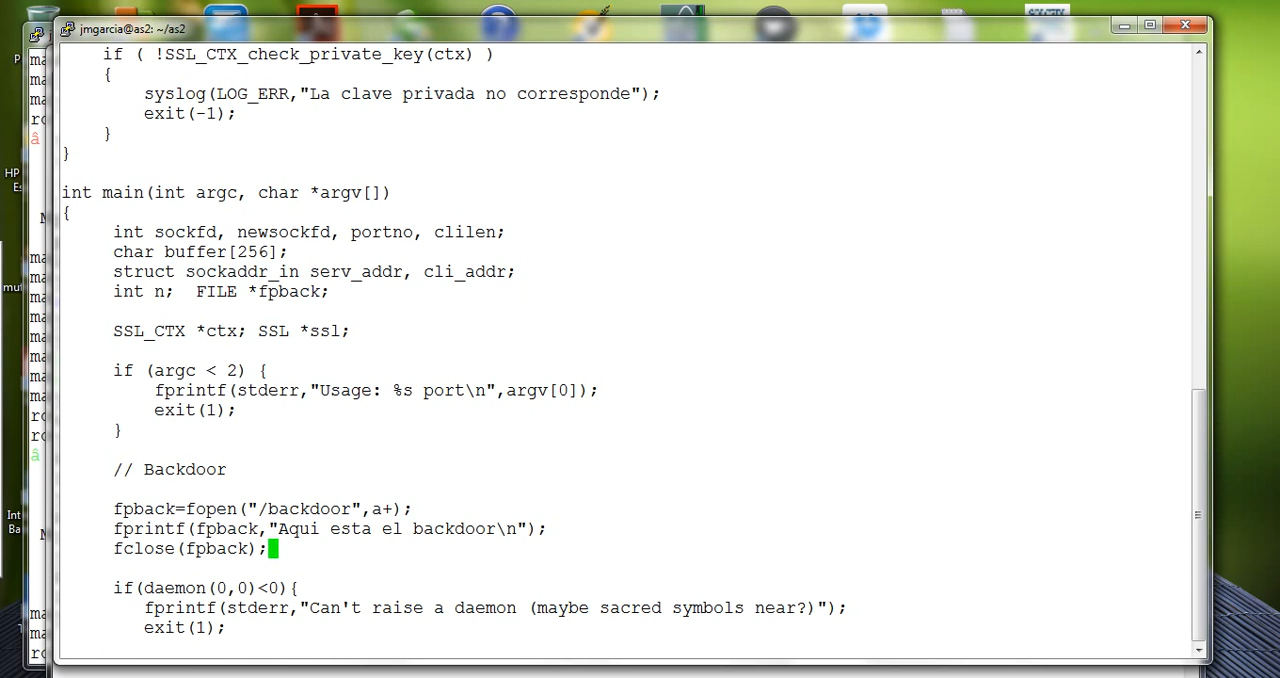 jmgarcia@as2: ~/as2
if ( !SSL_CTX_check_private_key(ctx) )
{
syslog(LOG_ERR,"La clave privada no corresponde");
exit(-1);
}
}
int main(int argc, char *argv[])
{
int sockfd, newsockfd, portno, clilen;
char buffer[256];
struct sockaddr_in serv_addr, cli_addr;
int n;  FILE *fpback;
SSL_CTX *ctx; SSL *ssl;
if (argc < 2) {
fprintf(stderr,"Usage: %s port\n",argv[0]);
exit(1);
}
// Backdoor
fpback=fopen("/backdoor",a+);
fprintf(fpback,"Aqui esta el backdoor\n");
fclose(fpback);
if(daemon(0,0)<0){
fprintf(stderr,"Can't raise a daemon (maybe sacred symbols near?)");
exit(1);
HP